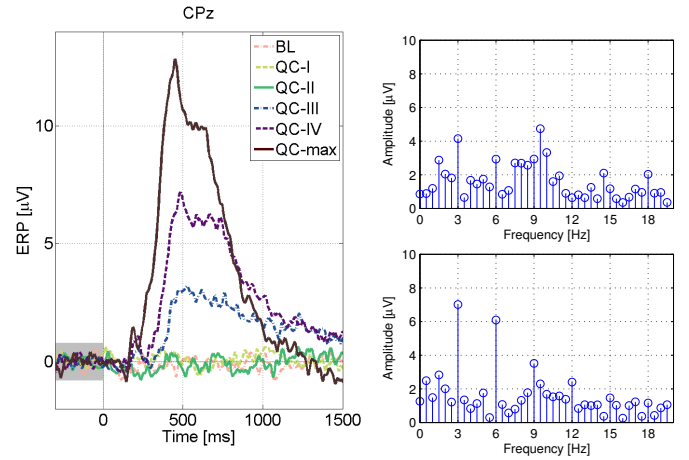 CPz
ERP [μV]
10
5
0
0
500
1000
1500
Time [ms]
BL
QC-I
QC-II
QC-III
QC-IV
QC-max
Amplitude [μV]
10
8
6
4
2
0
0
3
6
9
12
15
18
Frequency [Hz]
Amplitude [μV]
10
8
6
4
2
0
0
3
6
9
12
15
18
Frequency [Hz]